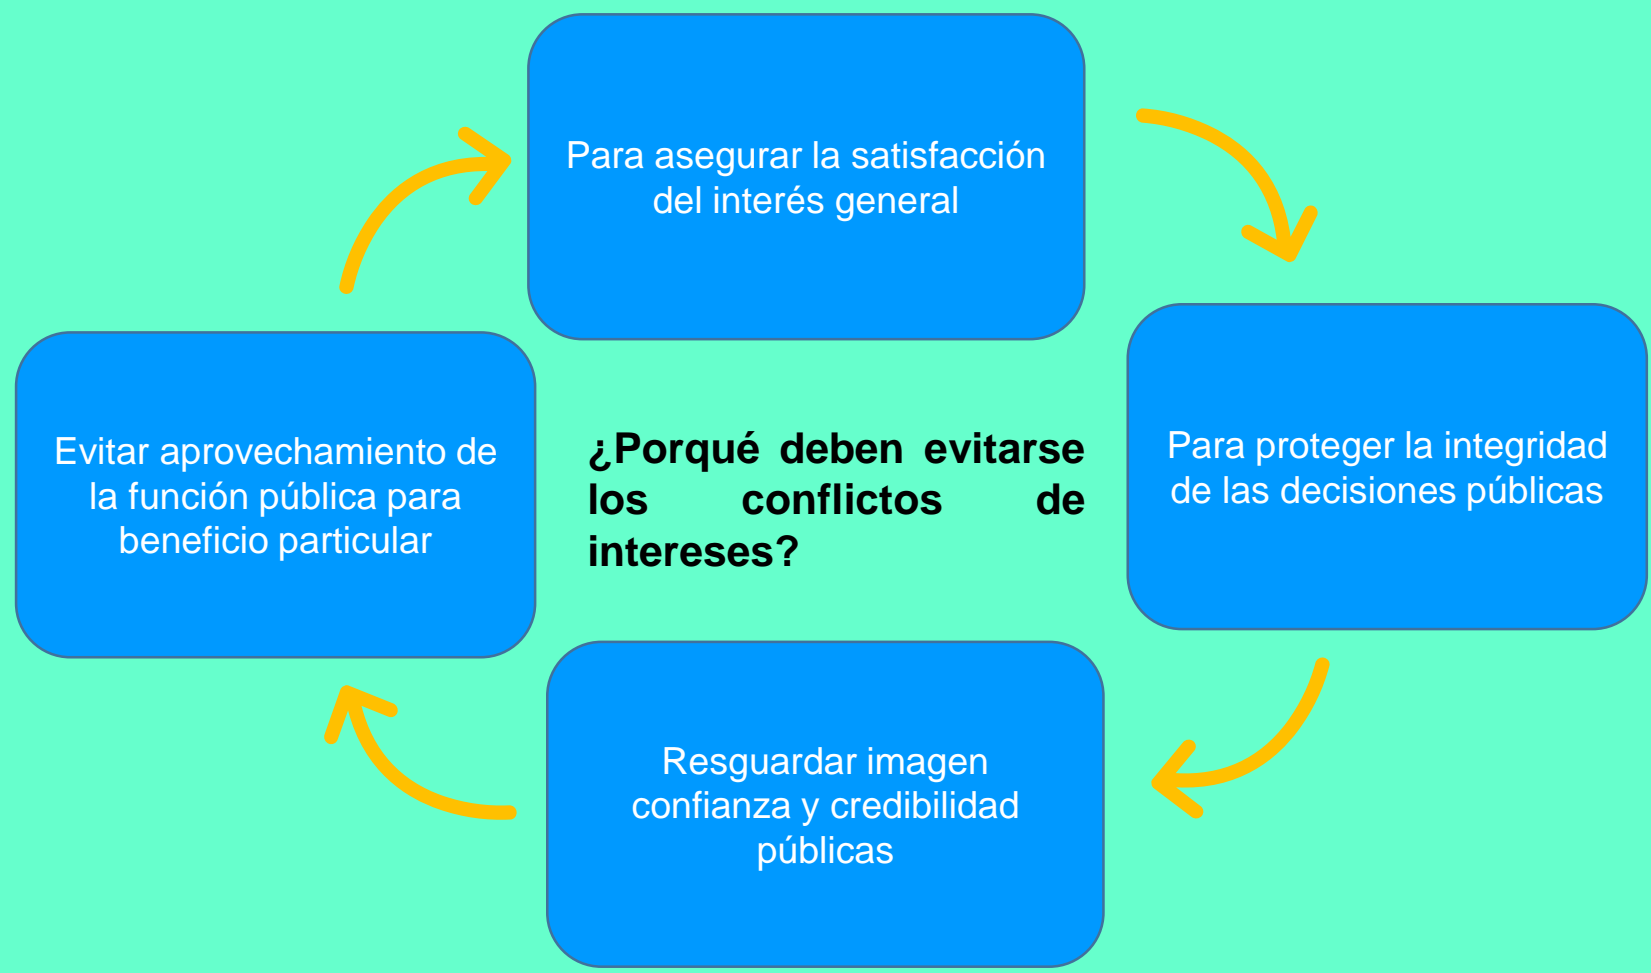 Para asegurar la satisfacción
del interés general
Evitar aprovechamiento de
la función pública para
beneficio particular
¿Porqué deben evitarse
los conflictos de
intereses?
Para proteger la integridad
de las decisiones públicas
Resguardar imagen
confianza y credibilidad
públicas